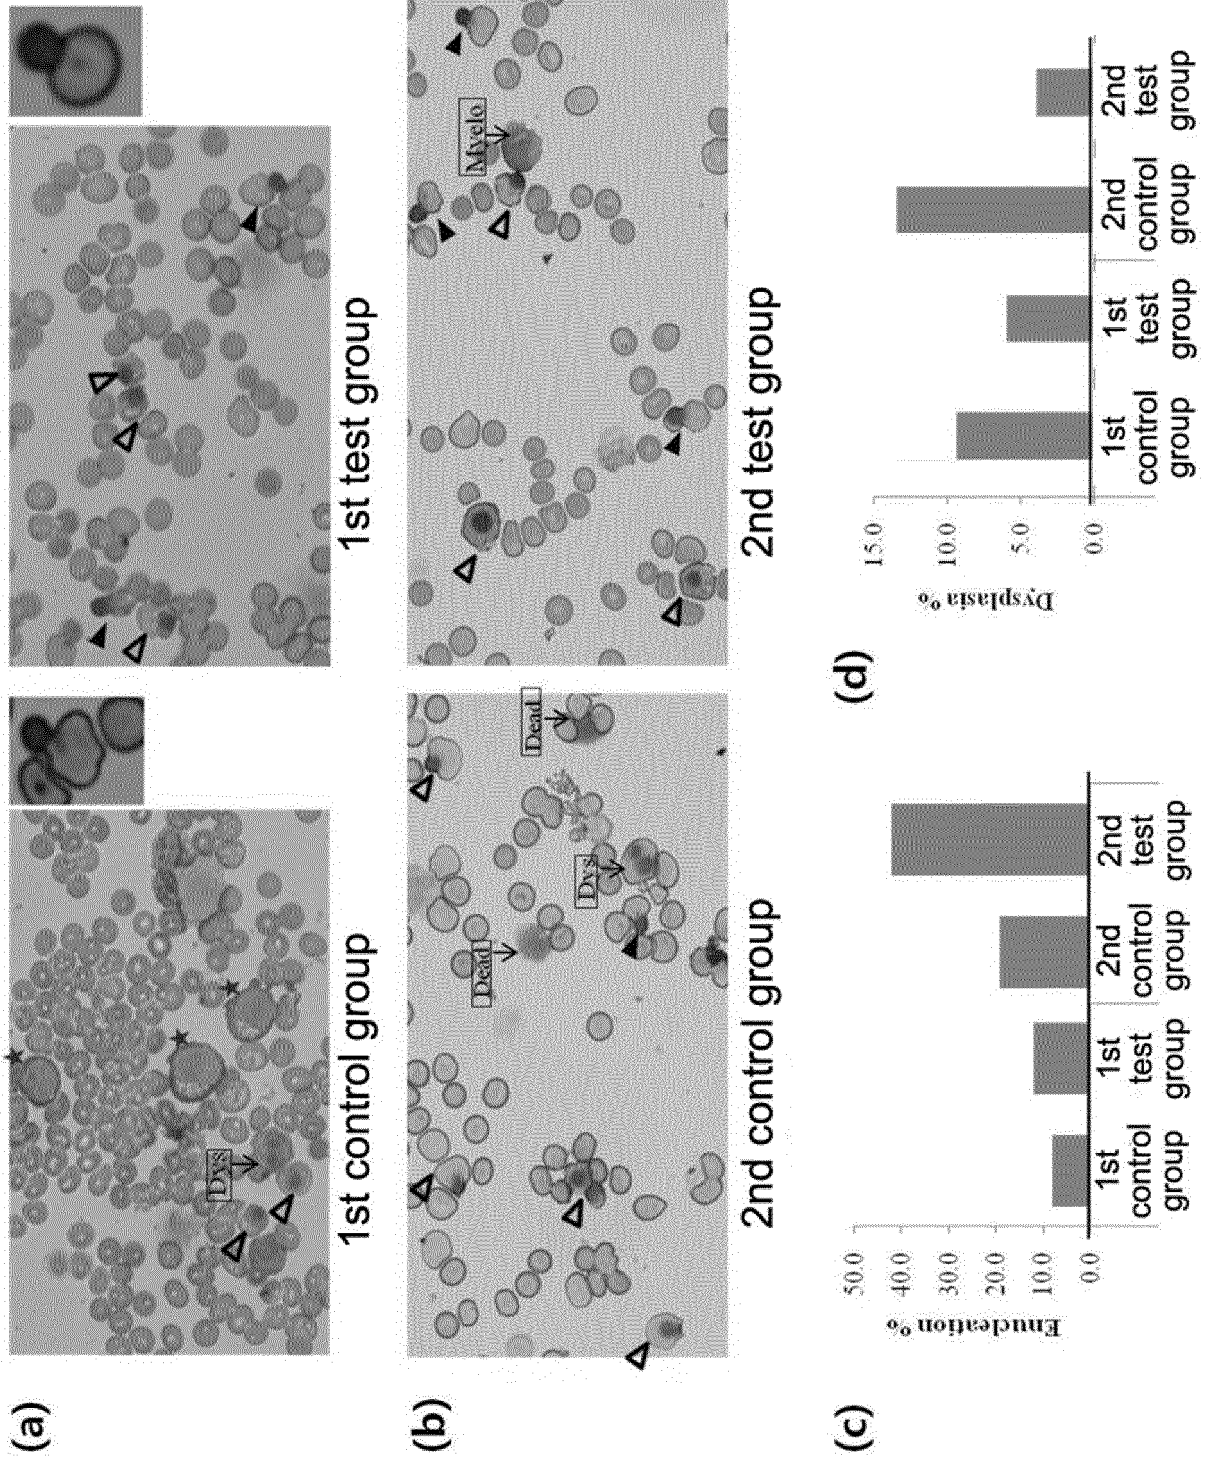 (a)
Dys
1st control group
1st test group
(b)
Dead
Dys
Dead
2nd control group
Myelo
2nd test group
(c)
Enucleation %
50.0
40.0
30.0
20.0
10.0
0.0
1st
control
group
1st
test
group
2nd
control
group
2nd
test
group
(d)
Dysplasia %
15.0
10.0
5.0
0.0
1st
control
group
1st
test
group
2nd
control
group
2nd
test
group